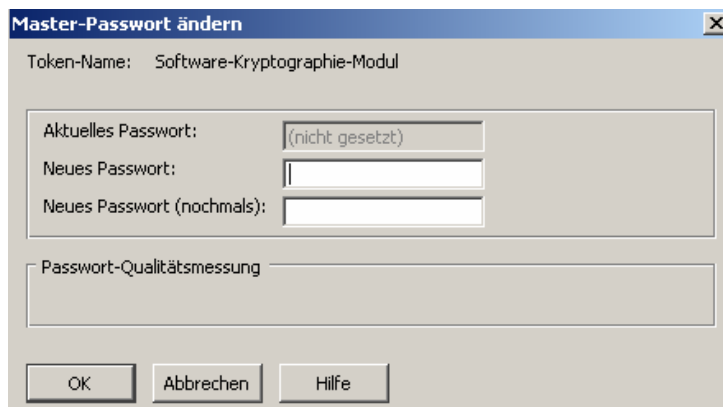 Master-Passwort ändern
Token-Name: Software-Kryptographie-Modul
Aktuelles Passwort: (nicht gesetzt)
Neues Passwort:
Neues Passwort (nochmals):
Passwort-Qualitätsmessung
OK Abbrechen Hilfe